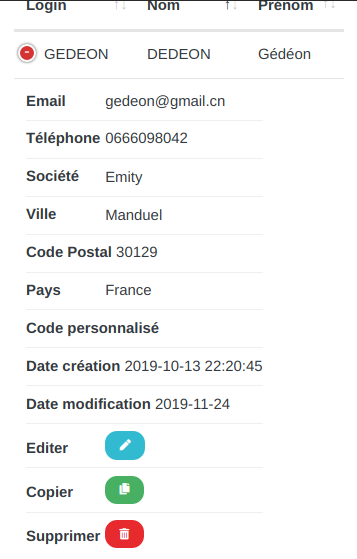 Login Nom Prénom
GEDEON DEDEON Gédéon
Email gedeon@gmail.cn
Téléphone 0666098042
Société Emity
Ville Manduel
Code Postal 30129
Pays France
Code personnalisé
Date création 2019-10-13 22:20:45
Date modification 2019-11-24
Editer
Copier
Supprimer